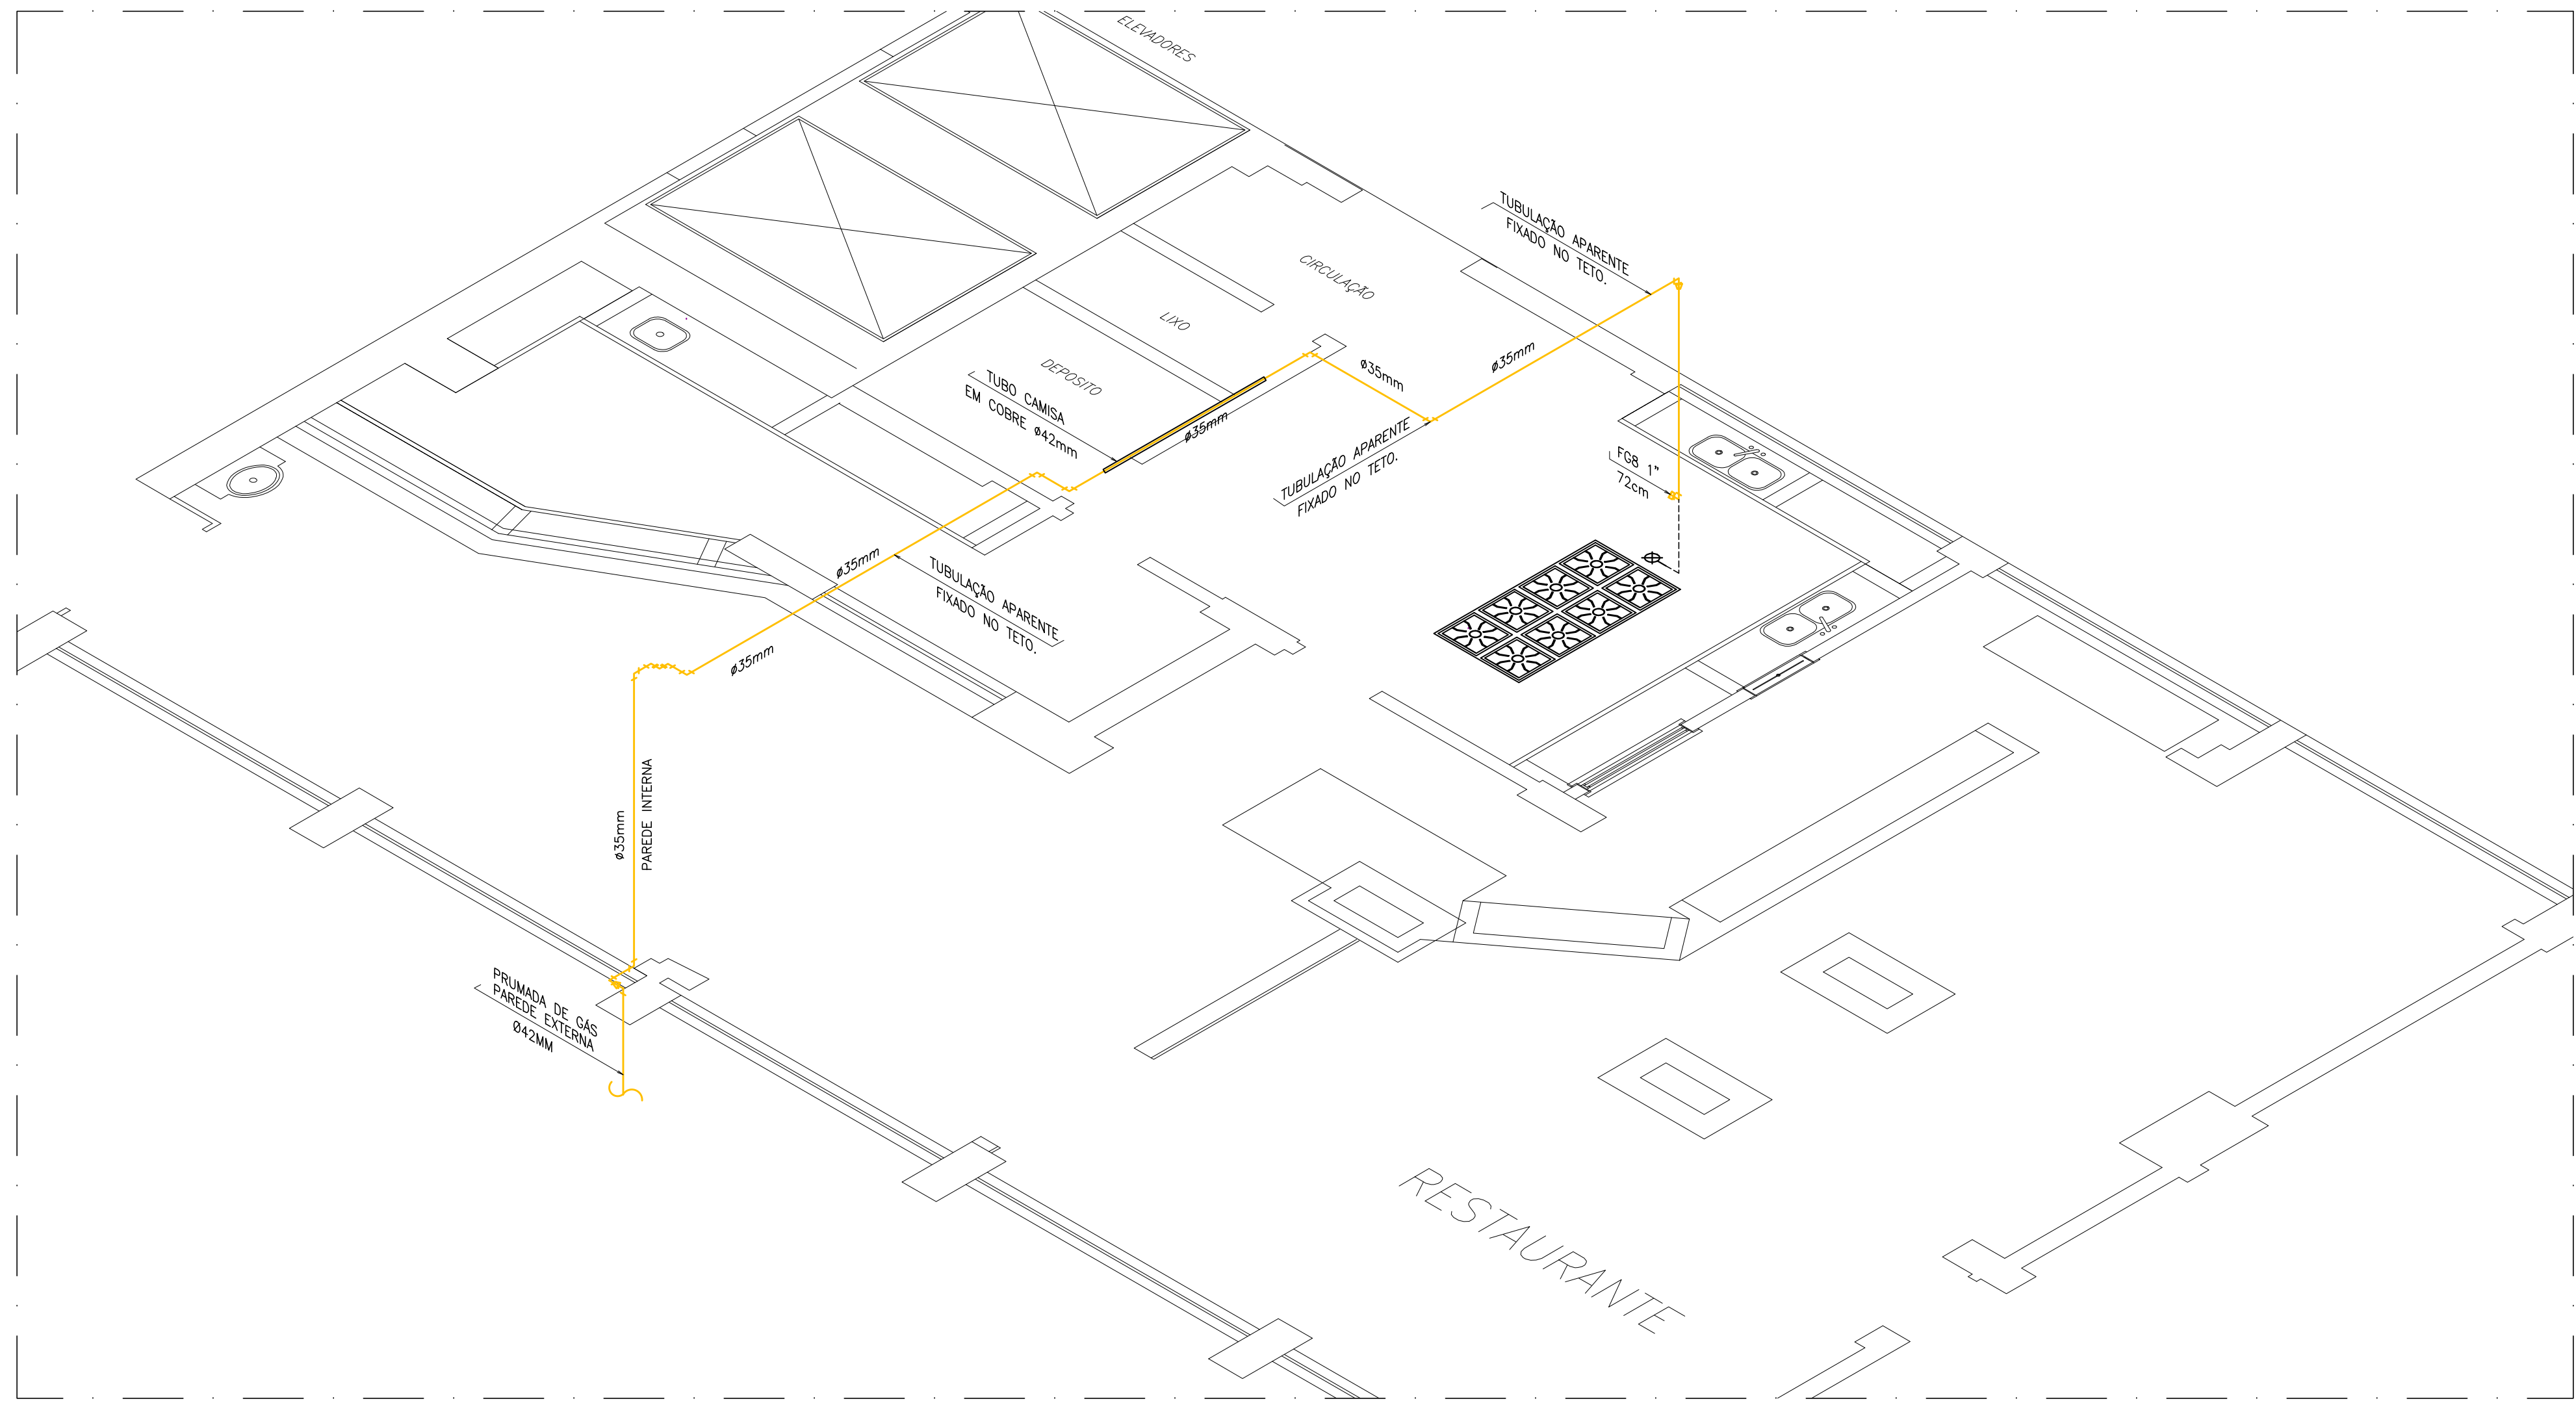 ELEVADORES
TUBULAÇÃO APARENTE
FIXADO NO TETO.
CIRCULAÇÃO
LIXO
DEPOSITO
TUBO CAMISA
EM COBRE ø42mm
ø35mm
ø35mm
ø35mm
TUBULAÇÃO APARENTE
FIXADO NO TETO.
FGB 1"
72cm
ø35mm
TUBULAÇÃO APARENTE
FIXADO NO TETO.
ø35mm
ø35mm
PAREDE INTERNA
PRUMADA DE GÁS
PAREDE EXTERNA
Ø42MM
RESTAURANTE